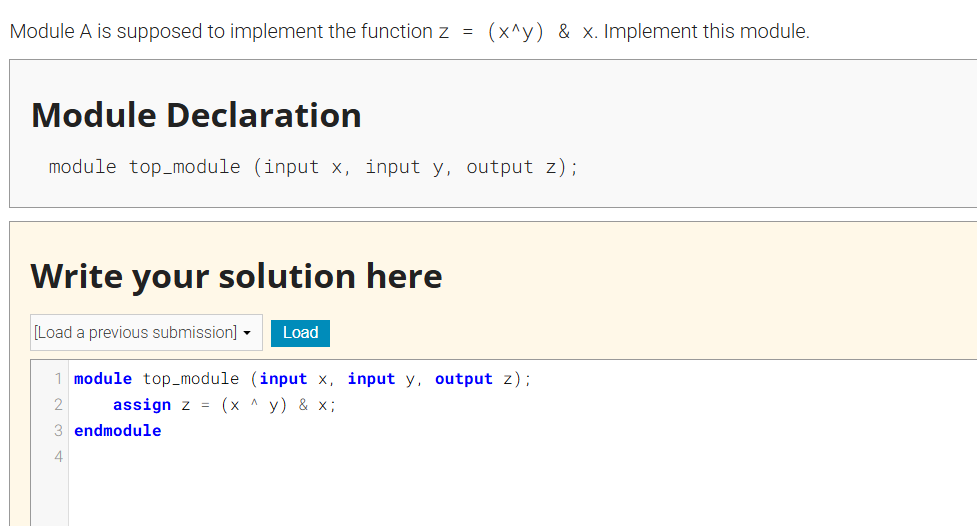 Module A is supposed to implement the function z = (x^y) & x. Implement this module.
Module Declaration
module top_module (input x, input y, output z);
Write your solution here
[Load a previous submission] Load
1 module top_module (input x, input y, output z);
2 assign z = (x ^ y) & x;
3 endmodule
4